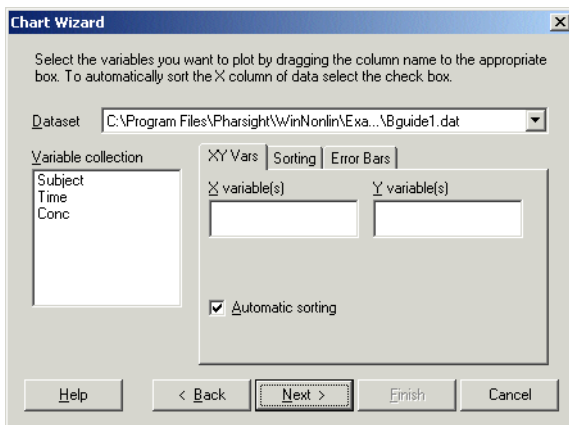 Chart Wizard
Select the variables you want to plot by dragging the column name to the appropriate
box. To automatically sort the X column of data select the check box.
Dataset C:\Program Files\Pharsight\WinNonlin\Exa...\Bguide1.dat
Variable collection
Subject
Time
Conc
XY Vars Sorting Error Bars
X variable(s) Y variable(s)
Automatic sorting
Help < Back Next > Finish Cancel